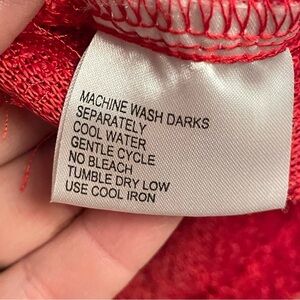 MACHINE WASH DARKS
SEPARATELY
COOL WATER
GENTLE CYCLE
NO BLEACH
TUMBLE DRY LOW
USE COOL IRON